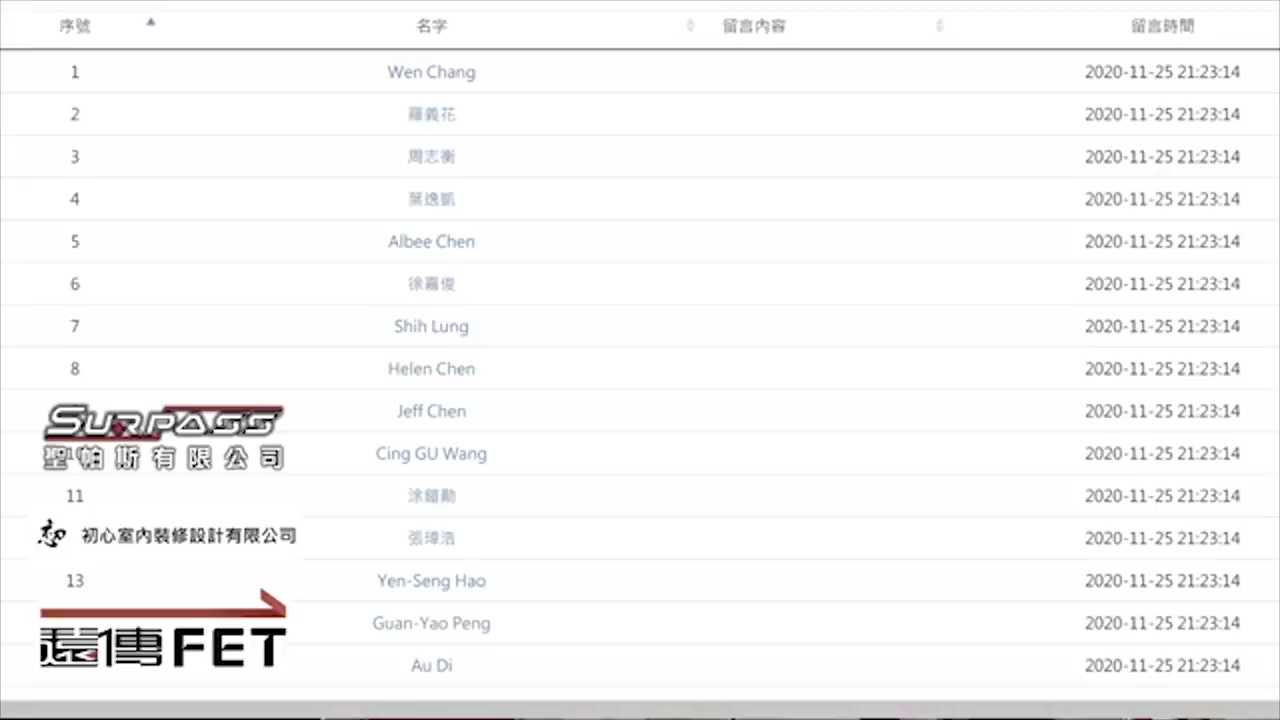 序號 名字 留言內容 留言時間
1 Wen Chang 2020-11-25 21:23:14
2 羅義花 2020-11-25 21:23:14
3 周志衡 2020-11-25 21:23:14
4 葉逸凱 2020-11-25 21:23:14
5 Albee Chen 2020-11-25 21:23:14
6 徐嘉俊 2020-11-25 21:23:14
7 Shih Lung 2020-11-25 21:23:14
8 Helen Chen 2020-11-25 21:23:14
Jeff Chen 2020-11-25 21:23:14
SURPASS
聖帕斯有限公司
Cing GU Wang 2020-11-25 21:23:14
11 2020-11-25 21:23:14
初心室內裝修設計有限公司
張瑋浩 2020-11-25 21:23:14
13 Yen-Seng Hao 2020-11-25 21:23:14
Guan-Yao Peng 2020-11-25 21:23:14
遠傳FET
Au Di 2020-11-25 21:23:14